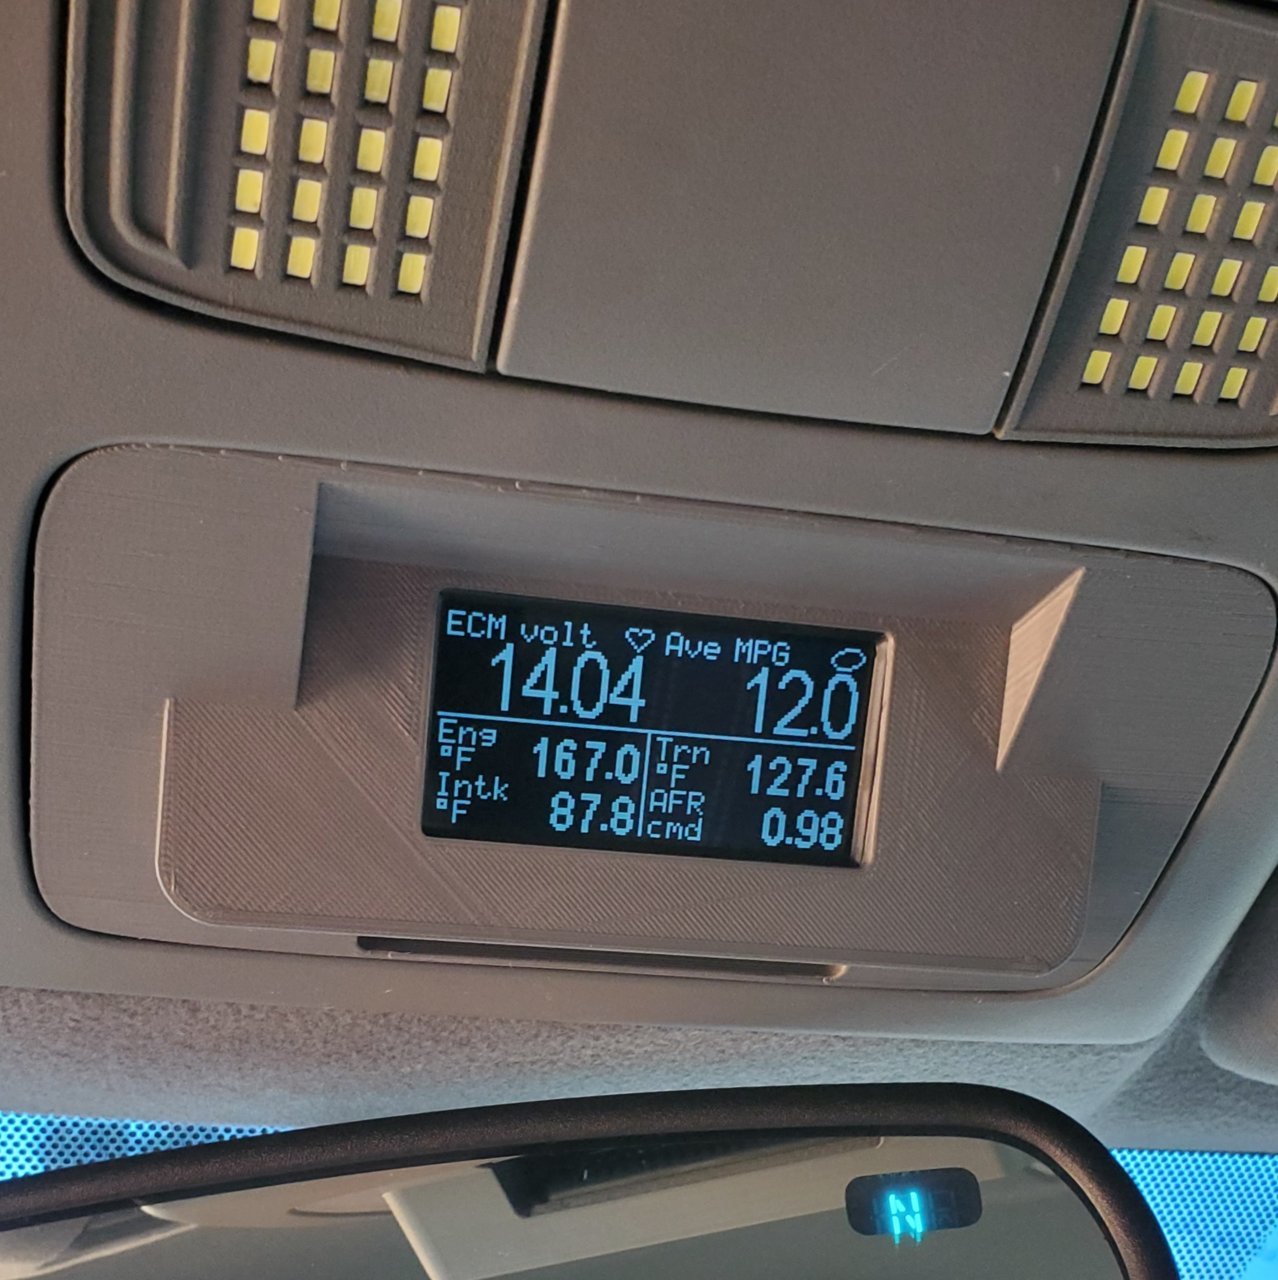 ECM volt Ave MPG
14.04 12.0
Eng °F 167.0 Trn °F 127.6
Intk °F 87.8 AFR cmd 0.98
N